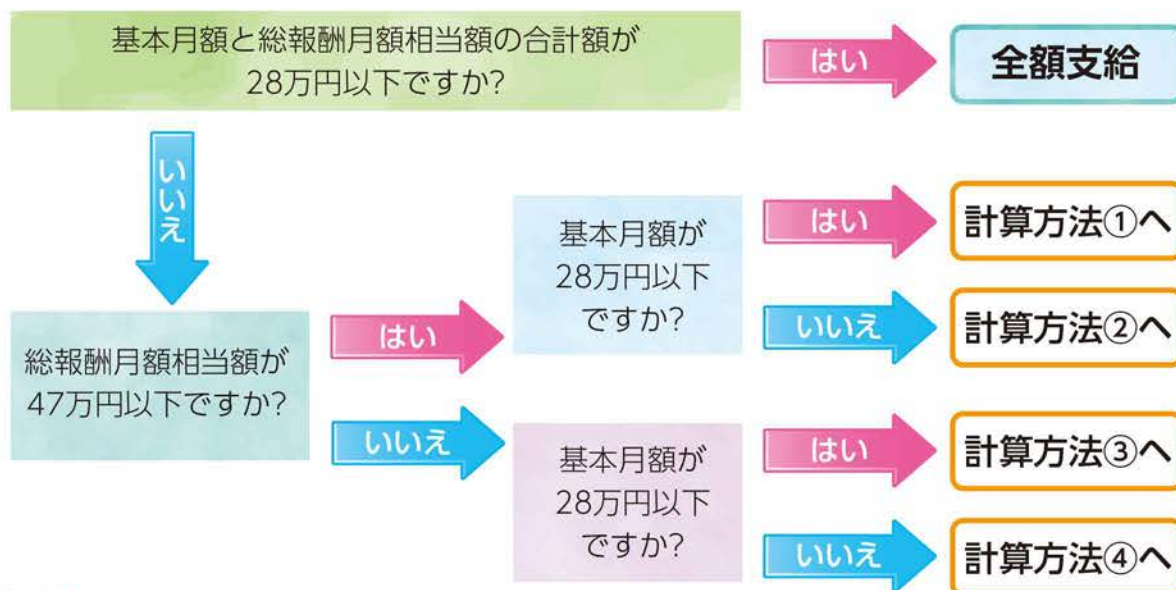 基本月額と総報酬月額相当額の合計額が
28万円以下ですか?
はい
全額支給
いいえ
総報酬月額相当額が
47万円以下ですか?
はい
基本月額が
28万円以下
ですか?
はい
計算方法①へ
いいえ
計算方法②へ
いいえ
基本月額が
28万円以下
ですか?
はい
計算方法③へ
いいえ
計算方法④へ